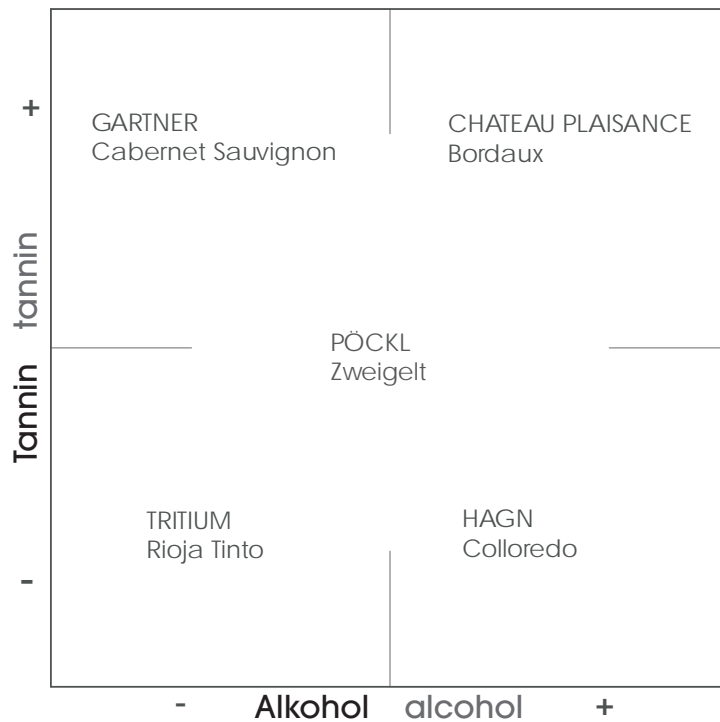 +
GARTNER
Cabernet Sauvignon
CHATEAU PLAISANCE
Bordaux
Tannin tannin
PÖCKL
Zweigelt
TRITIUM
Rioja Tinto
HAGN
Colloredo
-
- Alkohol alcohol +